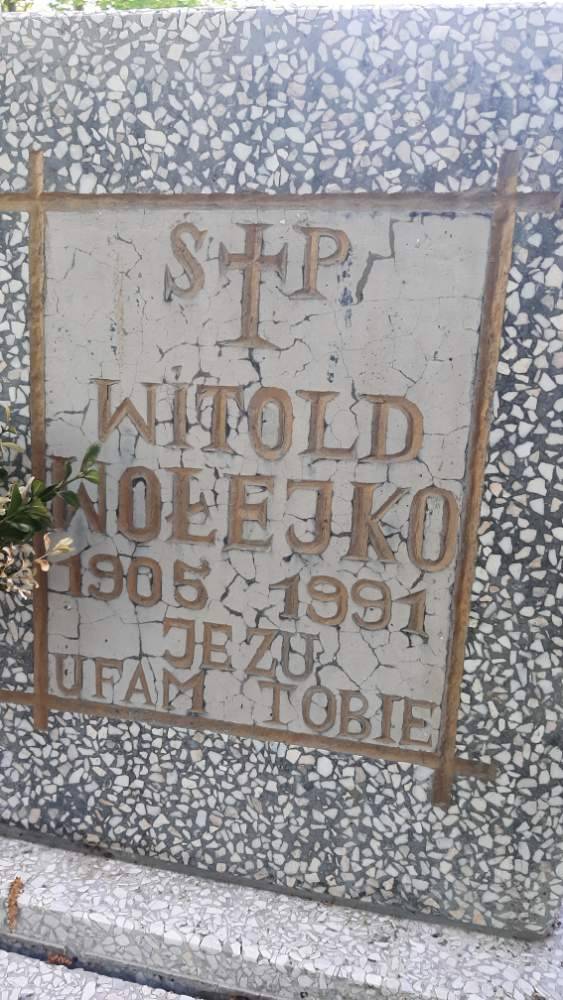 S P
WITOLD
WOŁEJKO
1905 - 1991
JEZU
UFAM TOBIE